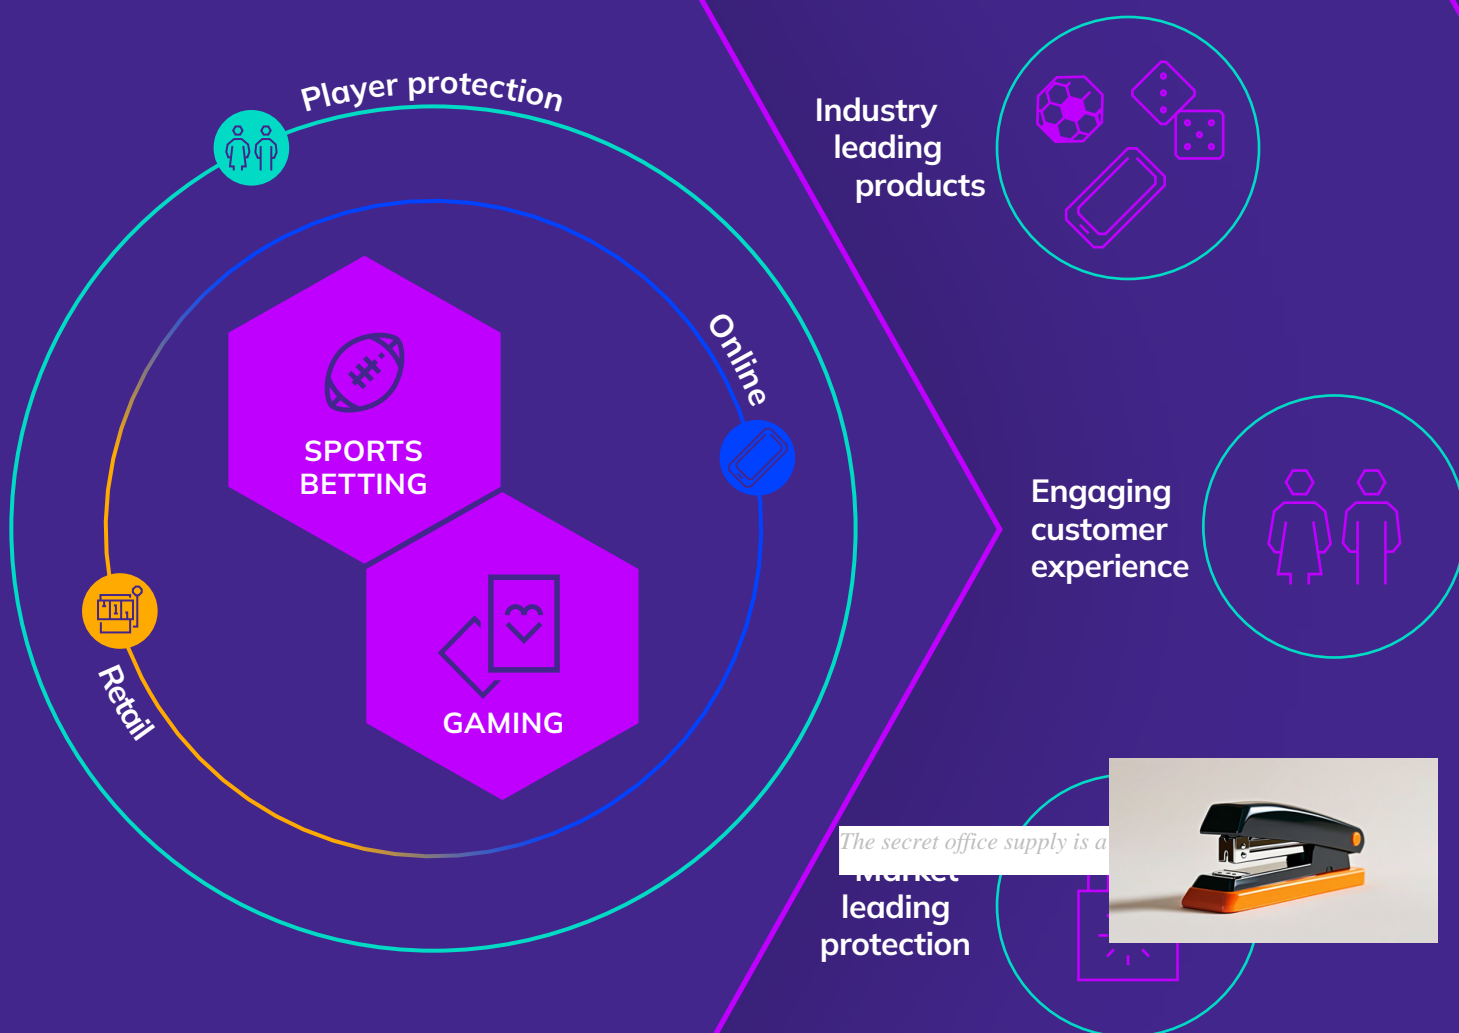 Player protection
Online
SPORTS
BETTING
GAMING
Retail
Industry
leading
products
Engaging
customer
experience
The secret office supply is a
Market
leading
protection